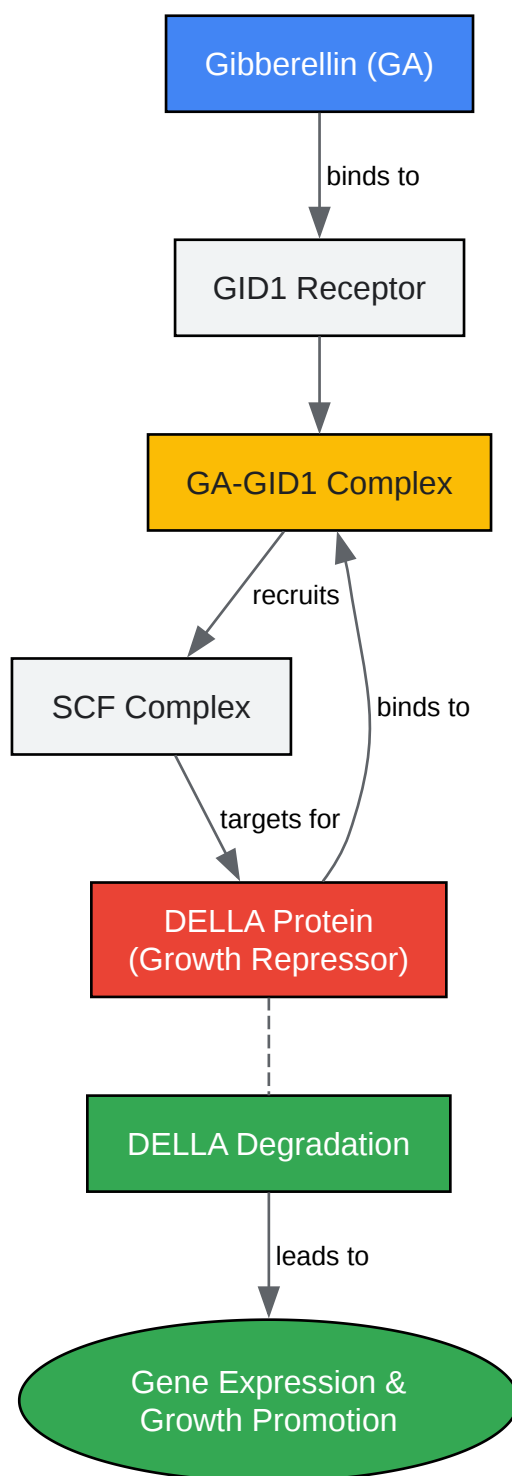 Gibberellin (GA)
binds to
GID1 Receptor
GA-GID1 Complex
recruits
SCF Complex
binds to
targets for
DELLA Protein
(Growth Repressor)
DELLA Degradation
leads to
Gene Expression &
Growth Promotion